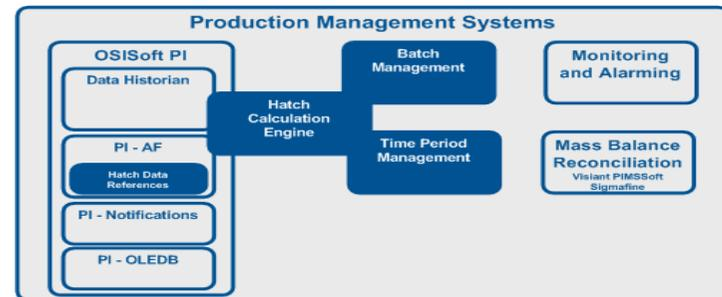 Production Management Systems
OSISoft PI
Data Historian
PI - AF
Hatch Data
References
PI - Notifications
PI - OLEDB
Hatch
Calculation
Engine
Batch
Management
Time Period
Management
Monitoring
and Alarming
Mass Balance
Reconciliation
Visiant PIMSSoft
Sigmafine